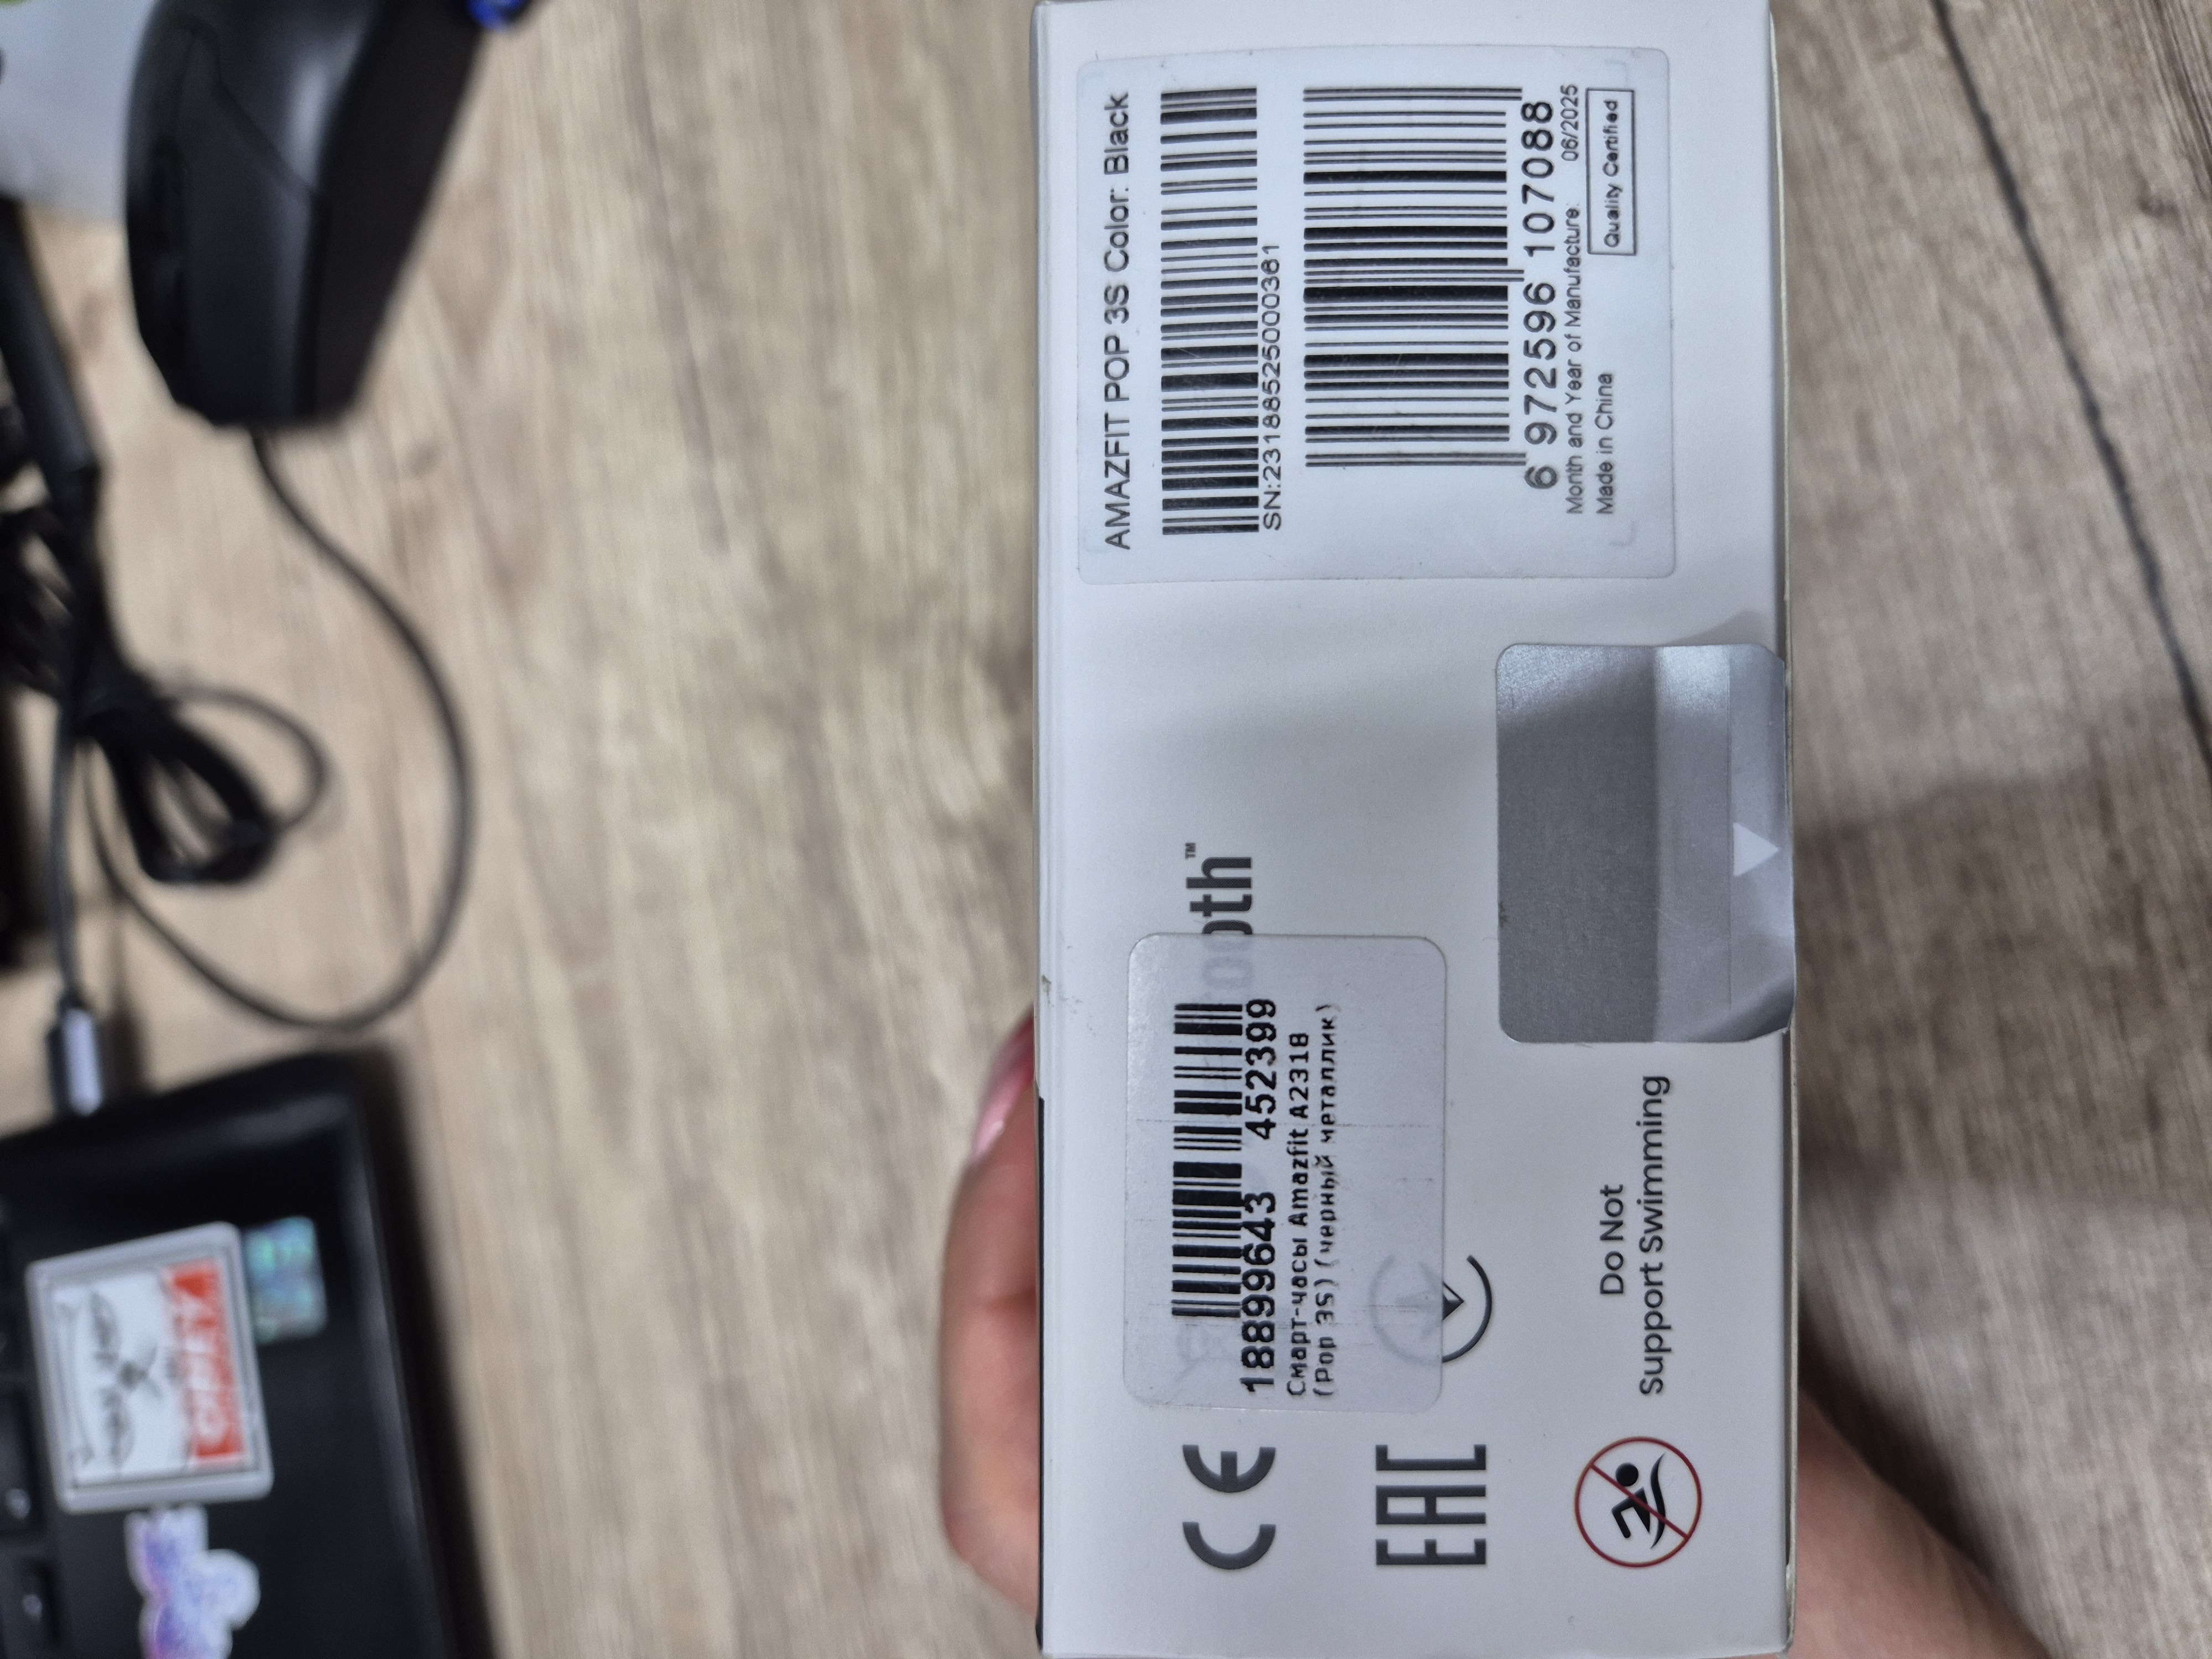 AMAZFIT POP 3S Color: Black
SN:2318852500036 1
6 972596 107088
Month and Year of Manufacture: 06/2025
Made in China
Quality Certified
ooth™
18899643 452399
Смарт-часы Amazfit A2318
(Pop 3S) (черный металлик)
CE
EAC
Do Not
Support Swimming